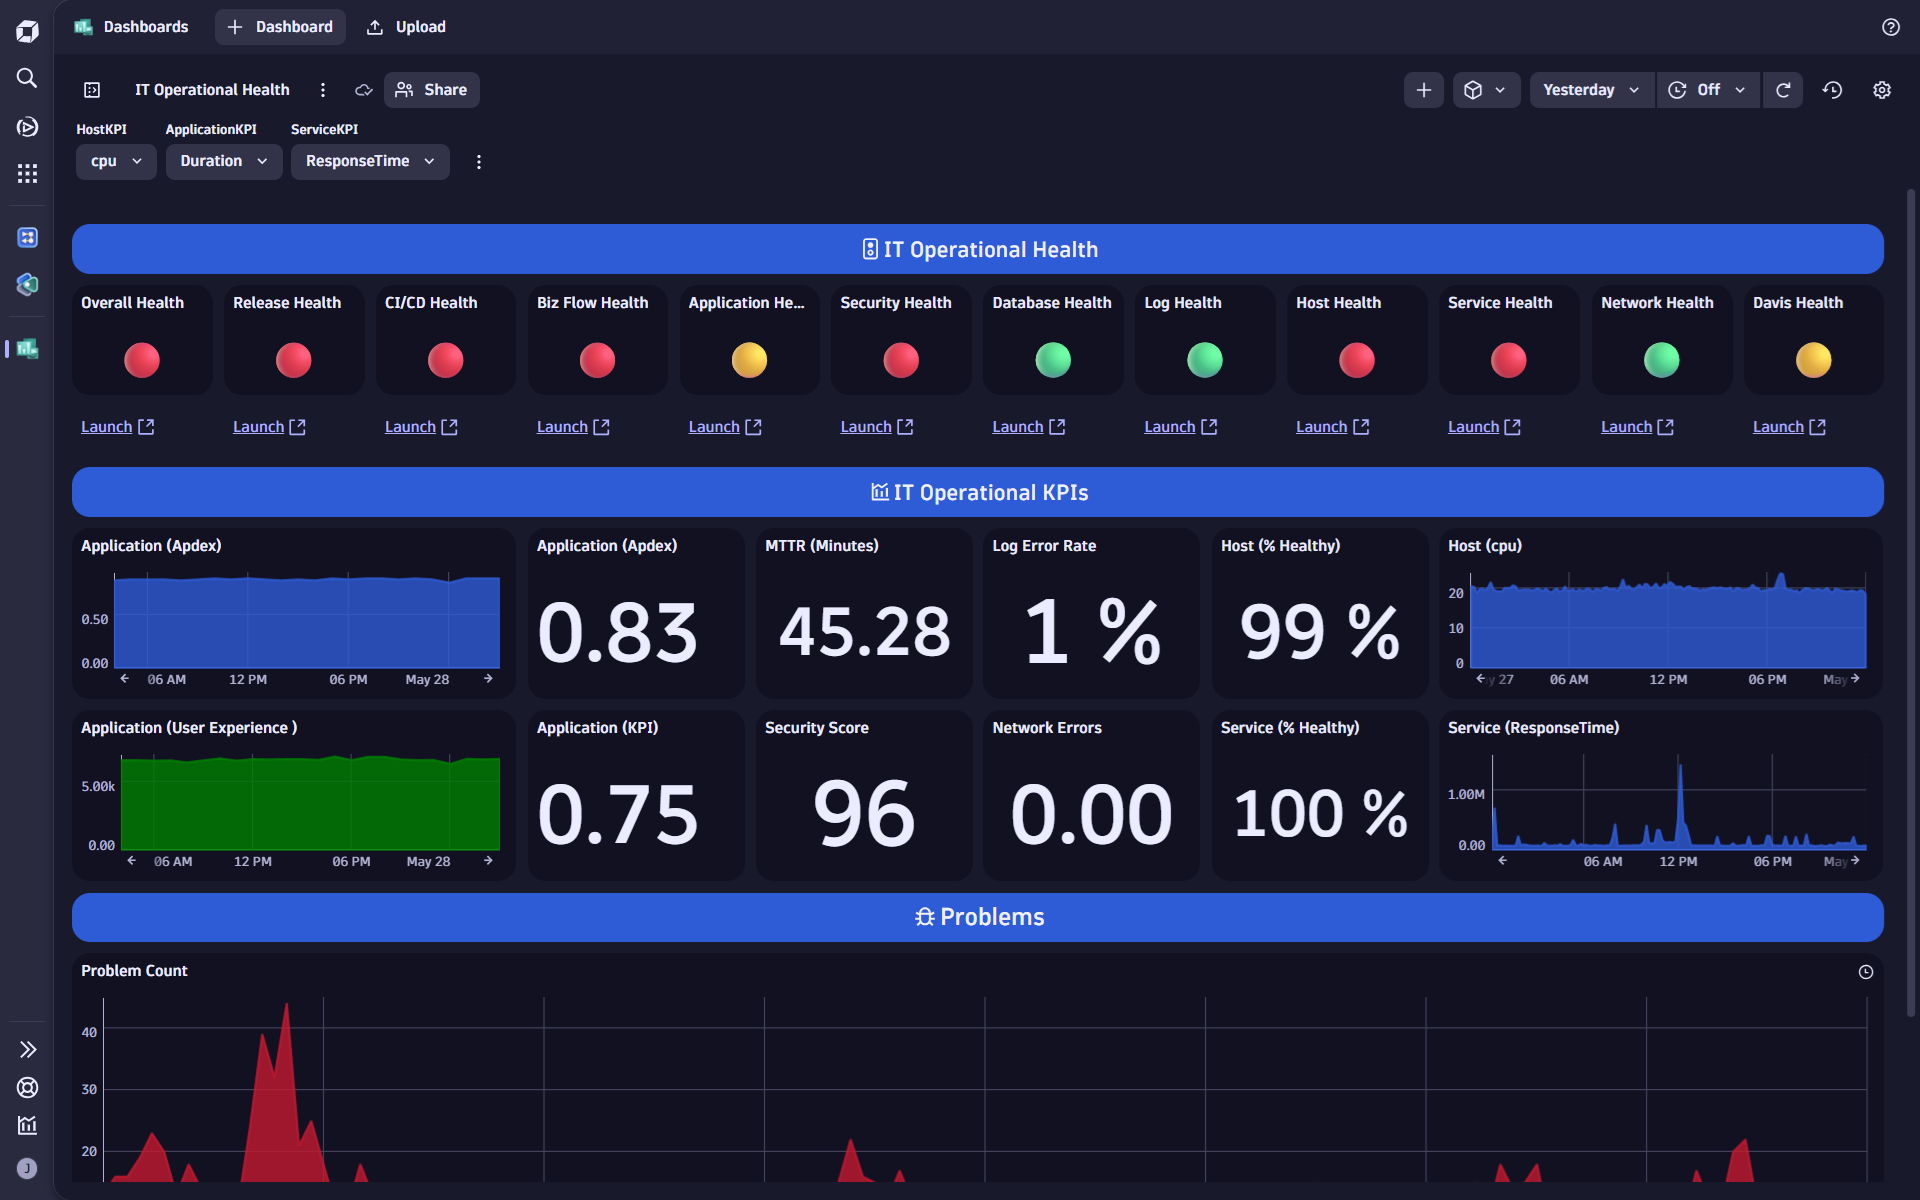 Dashboards
Dashboard
Upload
IT Operational Health
Share
Yesterday
Off
HostKPI
ApplicationKPI
ServiceKPI
cpu
Duration
ResponseTime
IT Operational Health
Overall Health
Release Health
CI/CD Health
Biz Flow Health
Application He...
Security Health
Database Health
Log Health
Host Health
Service Health
Network Health
Davis Health
Launch
Launch
Launch
Launch
Launch
Launch
Launch
Launch
Launch
Launch
Launch
Launch
IT Operational KPIs
Application (Apdex)
0.50
0.00
06 AM
12 PM
06 PM
May 28
Application (Apdex)
0.83
MTTR (Minutes)
45.28
Log Error Rate
1 %
Host (% Healthy)
99 %
Host (cpu)
20
10
0
27
06 AM
12 PM
06 PM
May
Application (User Experience )
5.00k
0.00
06 AM
12 PM
06 PM
May 28
Application (KPI)
0.75
Security Score
96
Network Errors
0.00
Service (% Healthy)
100 %
Service (ResponseTime)
1.00M
0.00
06 AM
12 PM
06 PM
May
Problems
Problem Count
40
30
20
J